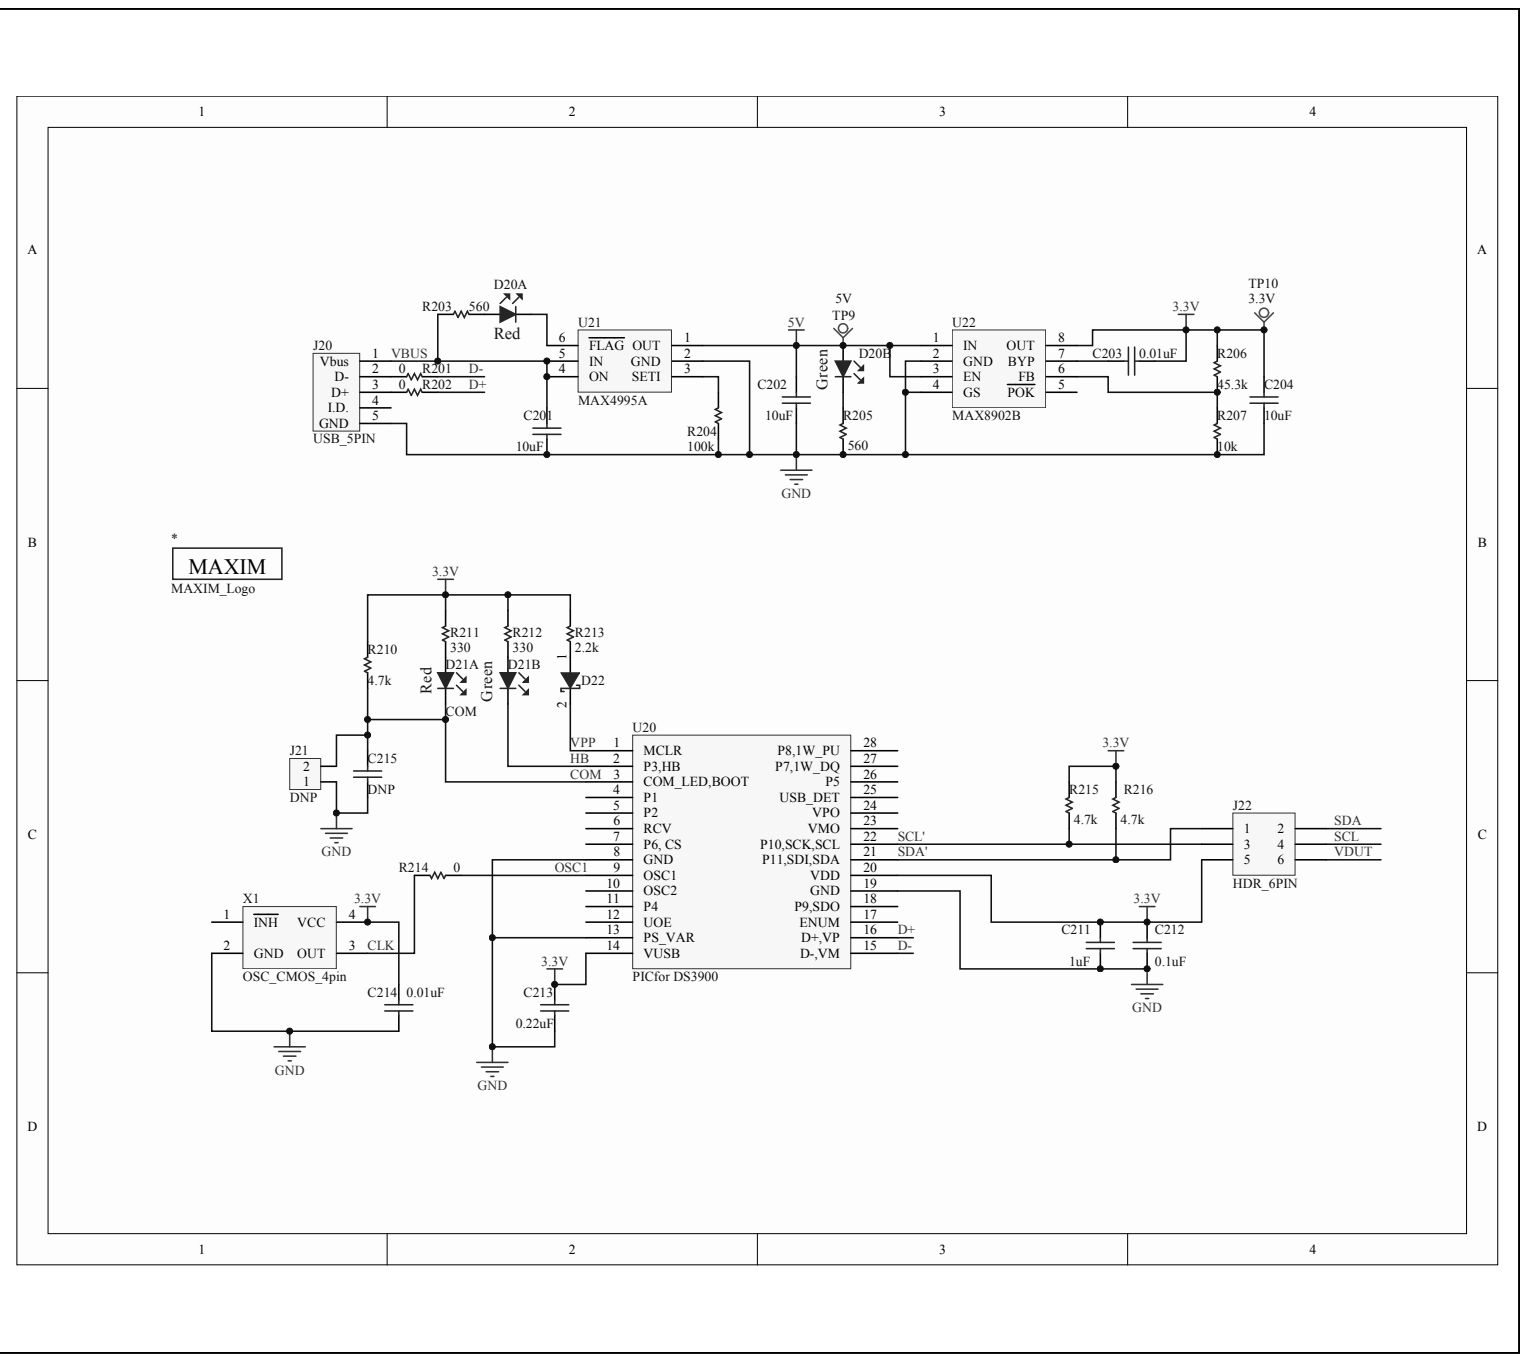 1 2 3 4
A A
D20A
R203 560
Red
5V
TP9
5V
3.3V
TP10
3.3V
U21
6 FLAG OUT 1
5 IN GND 2
4 ON SETI 3
MAX4995A
U22
1 IN OUT 8
2 GND BYP 7
3 EN FB 6
4 GS POK 5
MAX8902B
J20
Vbus 1 VBUS
D- 2 0 R201 D-
D+ 3 0 R202 D+
I.D. 4
GND 5
USB_5PIN
C201
10uF
R204
100k
C202
10uF
Green
D20B
R205
560
C203 0.01uF
R206
45.3k
R207
10k
C204
10uF
GND
B B
*
MAXIM
MAXIM_Logo
3.3V
R210
4.7k
R211
330
R212
330
R213
2.2k
Red
D21A
Green
D21B
1
D22
2
COM
J21
2
1
DNP
C215
DNP
GND
U20
VPP 1 MCLR P8,1W_PU 28
HB 2 P3,HB P7,1W_DQ 27
COM 3 COM_LED,BOOT P5 26
4 P1 USB_DET 25
5 P2 VPO 24
6 RCV VMO 23
7 P6, CS P10,SCK,SCL 22 SCL'
8 GND P11,SDI,SDA 21 SDA'
OSC1 9 OSC1 VDD 20
10 OSC2 GND 19
11 P4 P9,SDO 18
12 UOE ENUM 17
13 PS_VAR D+,VP 16 D+
14 VUSB D-,VM 15 D-
PICfor DS3900
C C
3.3V
R215
4.7k
R216
4.7k
J22
1 2 SDA
3 4 SCL
5 6 VDUT
HDR_6PIN
R214 0
X1
1 INH VCC 4 3.3V
2 GND OUT 3 CLK
OSC_CMOS_4pin
C214 0.01uF
GND
3.3V
C213
0.22uF
GND
3.3V
C211
1uF
C212
0.1uF
GND
D D
1 2 3 4